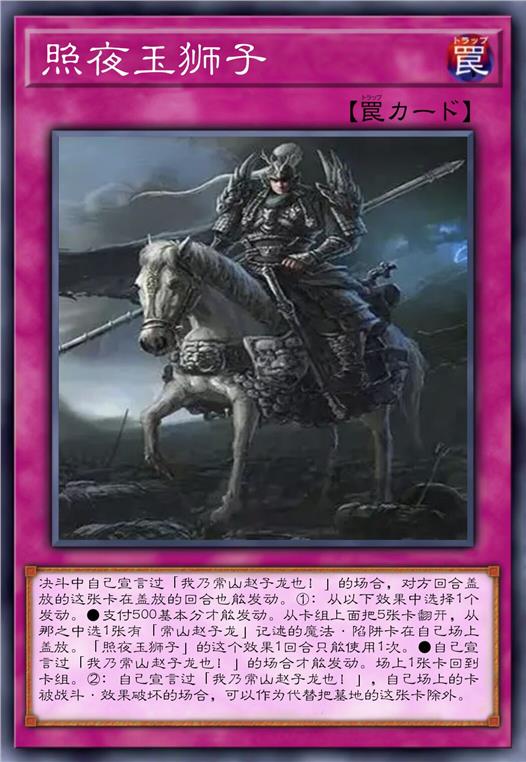 照夜玉狮子
トラップ
罠
トラップ
【罠カード】
决斗中自己宣言过「我乃常山赵子龙也！」的场合，对方回合盖
放的这张卡在盖放的回合也能发动。①：从以下效果中选择1个
发动。●支付500基本分才能发动。从卡组上面把5张卡翻开，从
那之中选1张有「常山赵子龙」记述的魔法·陷阱卡在自己场上
盖放。「照夜玉狮子」的这个效果1回合只能使用1次。●自己宣
言过「我乃常山赵子龙也！」的场合才能发动。场上1张卡回到
卡组。②：自己宣言过「我乃常山赵子龙也！」，自己场上的卡
被战斗·效果破坏的场合，可以作为代替把墓地的这张卡除外。